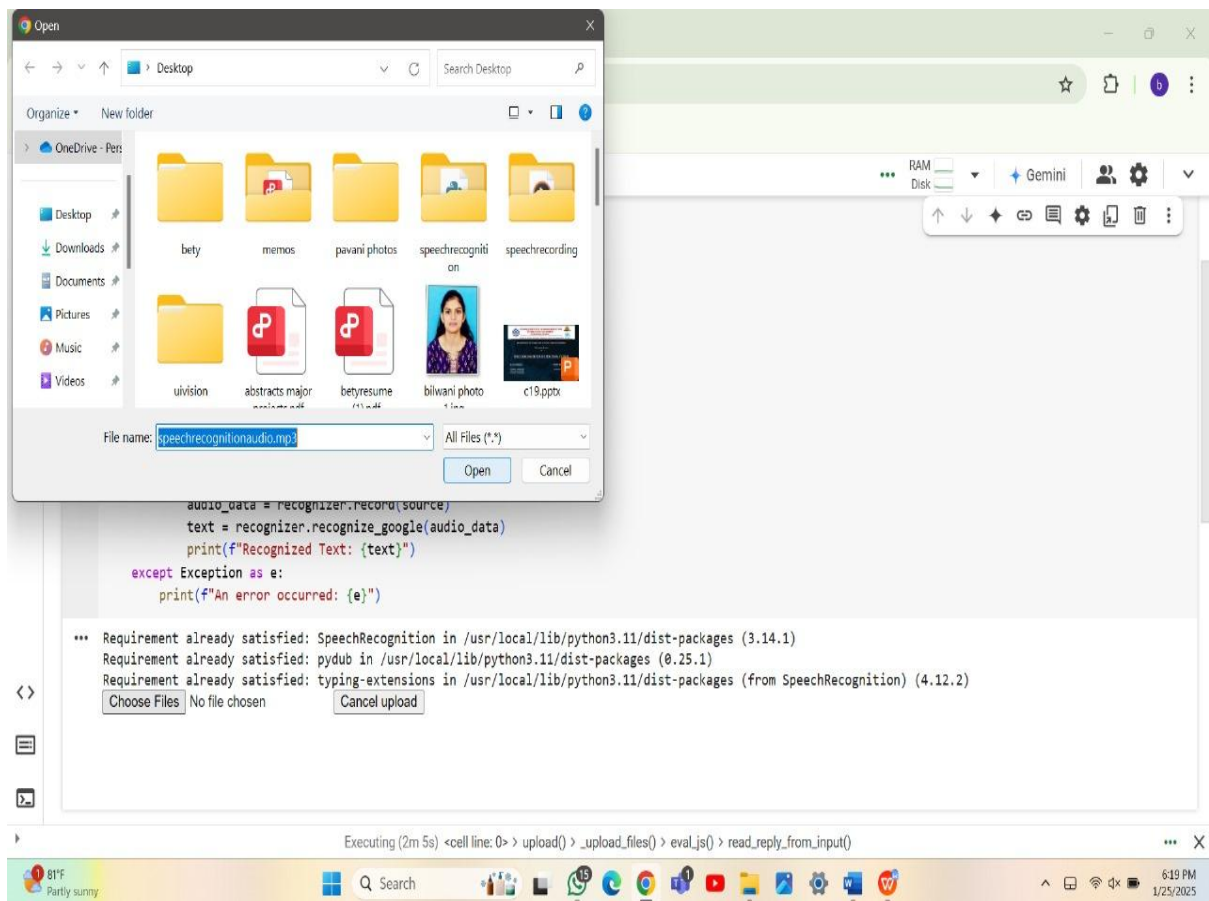 Open
Desktop
Search Desktop
Organize
New folder
OneDrive - Pers
Desktop
Downloads
Documents
Pictures
Music
Videos
bety
memos
pavani photos
speechrecogniti
on
speechrecording
uivision
abstracts major
betyresume
bilwani photo
c19.pptx
File name: speechrecognitionaudio.mp3
All Files (*.*)
Open
Cancel
b
RAM
Disk
Gemini
audio_data = recognizer.record(source)
text = recognizer.recognize_google(audio_data)
print(f"Recognized Text: {text}")
except Exception as e:
print(f"An error occurred: {e}")
Requirement already satisfied: SpeechRecognition in /usr/local/lib/python3.11/dist-packages (3.14.1)
Requirement already satisfied: pydub in /usr/local/lib/python3.11/dist-packages (0.25.1)
Requirement already satisfied: typing-extensions in /usr/local/lib/python3.11/dist-packages (from SpeechRecognition) (4.12.2)
Choose Files No file chosen Cancel upload
Executing (2m 5s) <cell line: 0> > upload() > _upload_files() > eval_js() > read_reply_from_input()
81°F
Partly sunny
Search
6:19 PM
1/25/2025